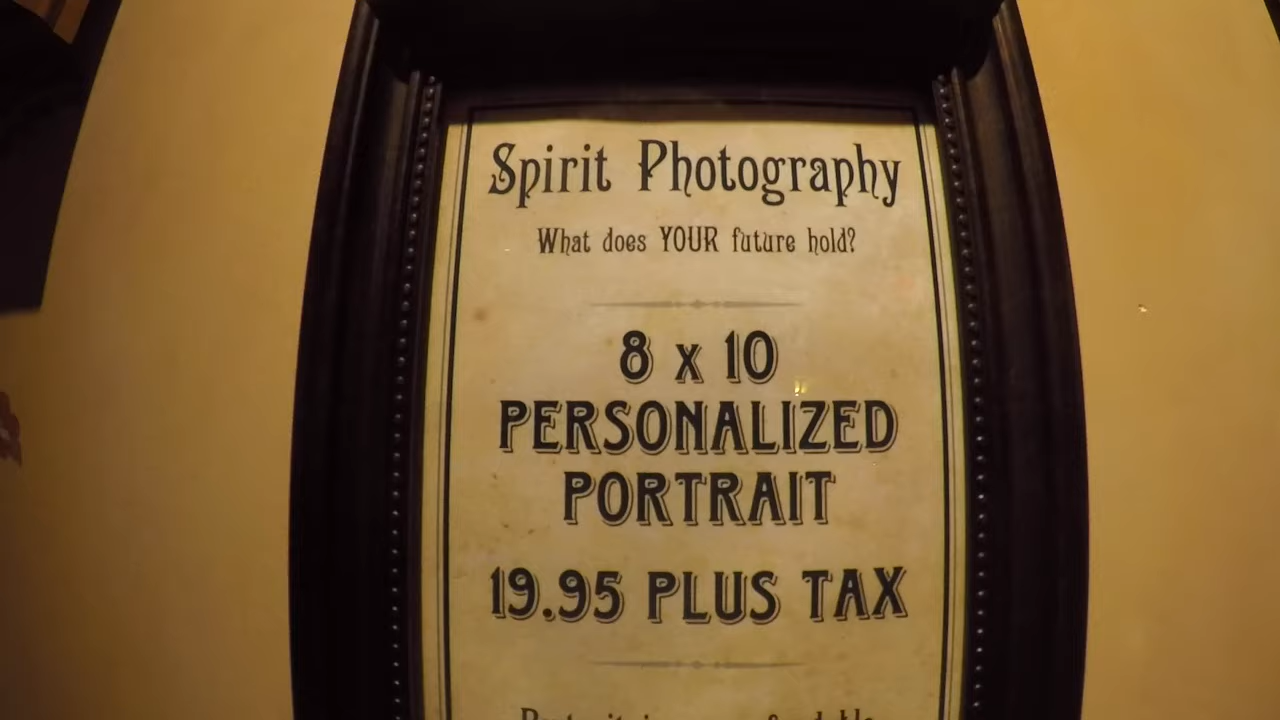 Spirit Photography
What does YOUR future hold?
8 x 10
PERSONALIZED
PORTRAIT
19.95 PLUS TAX